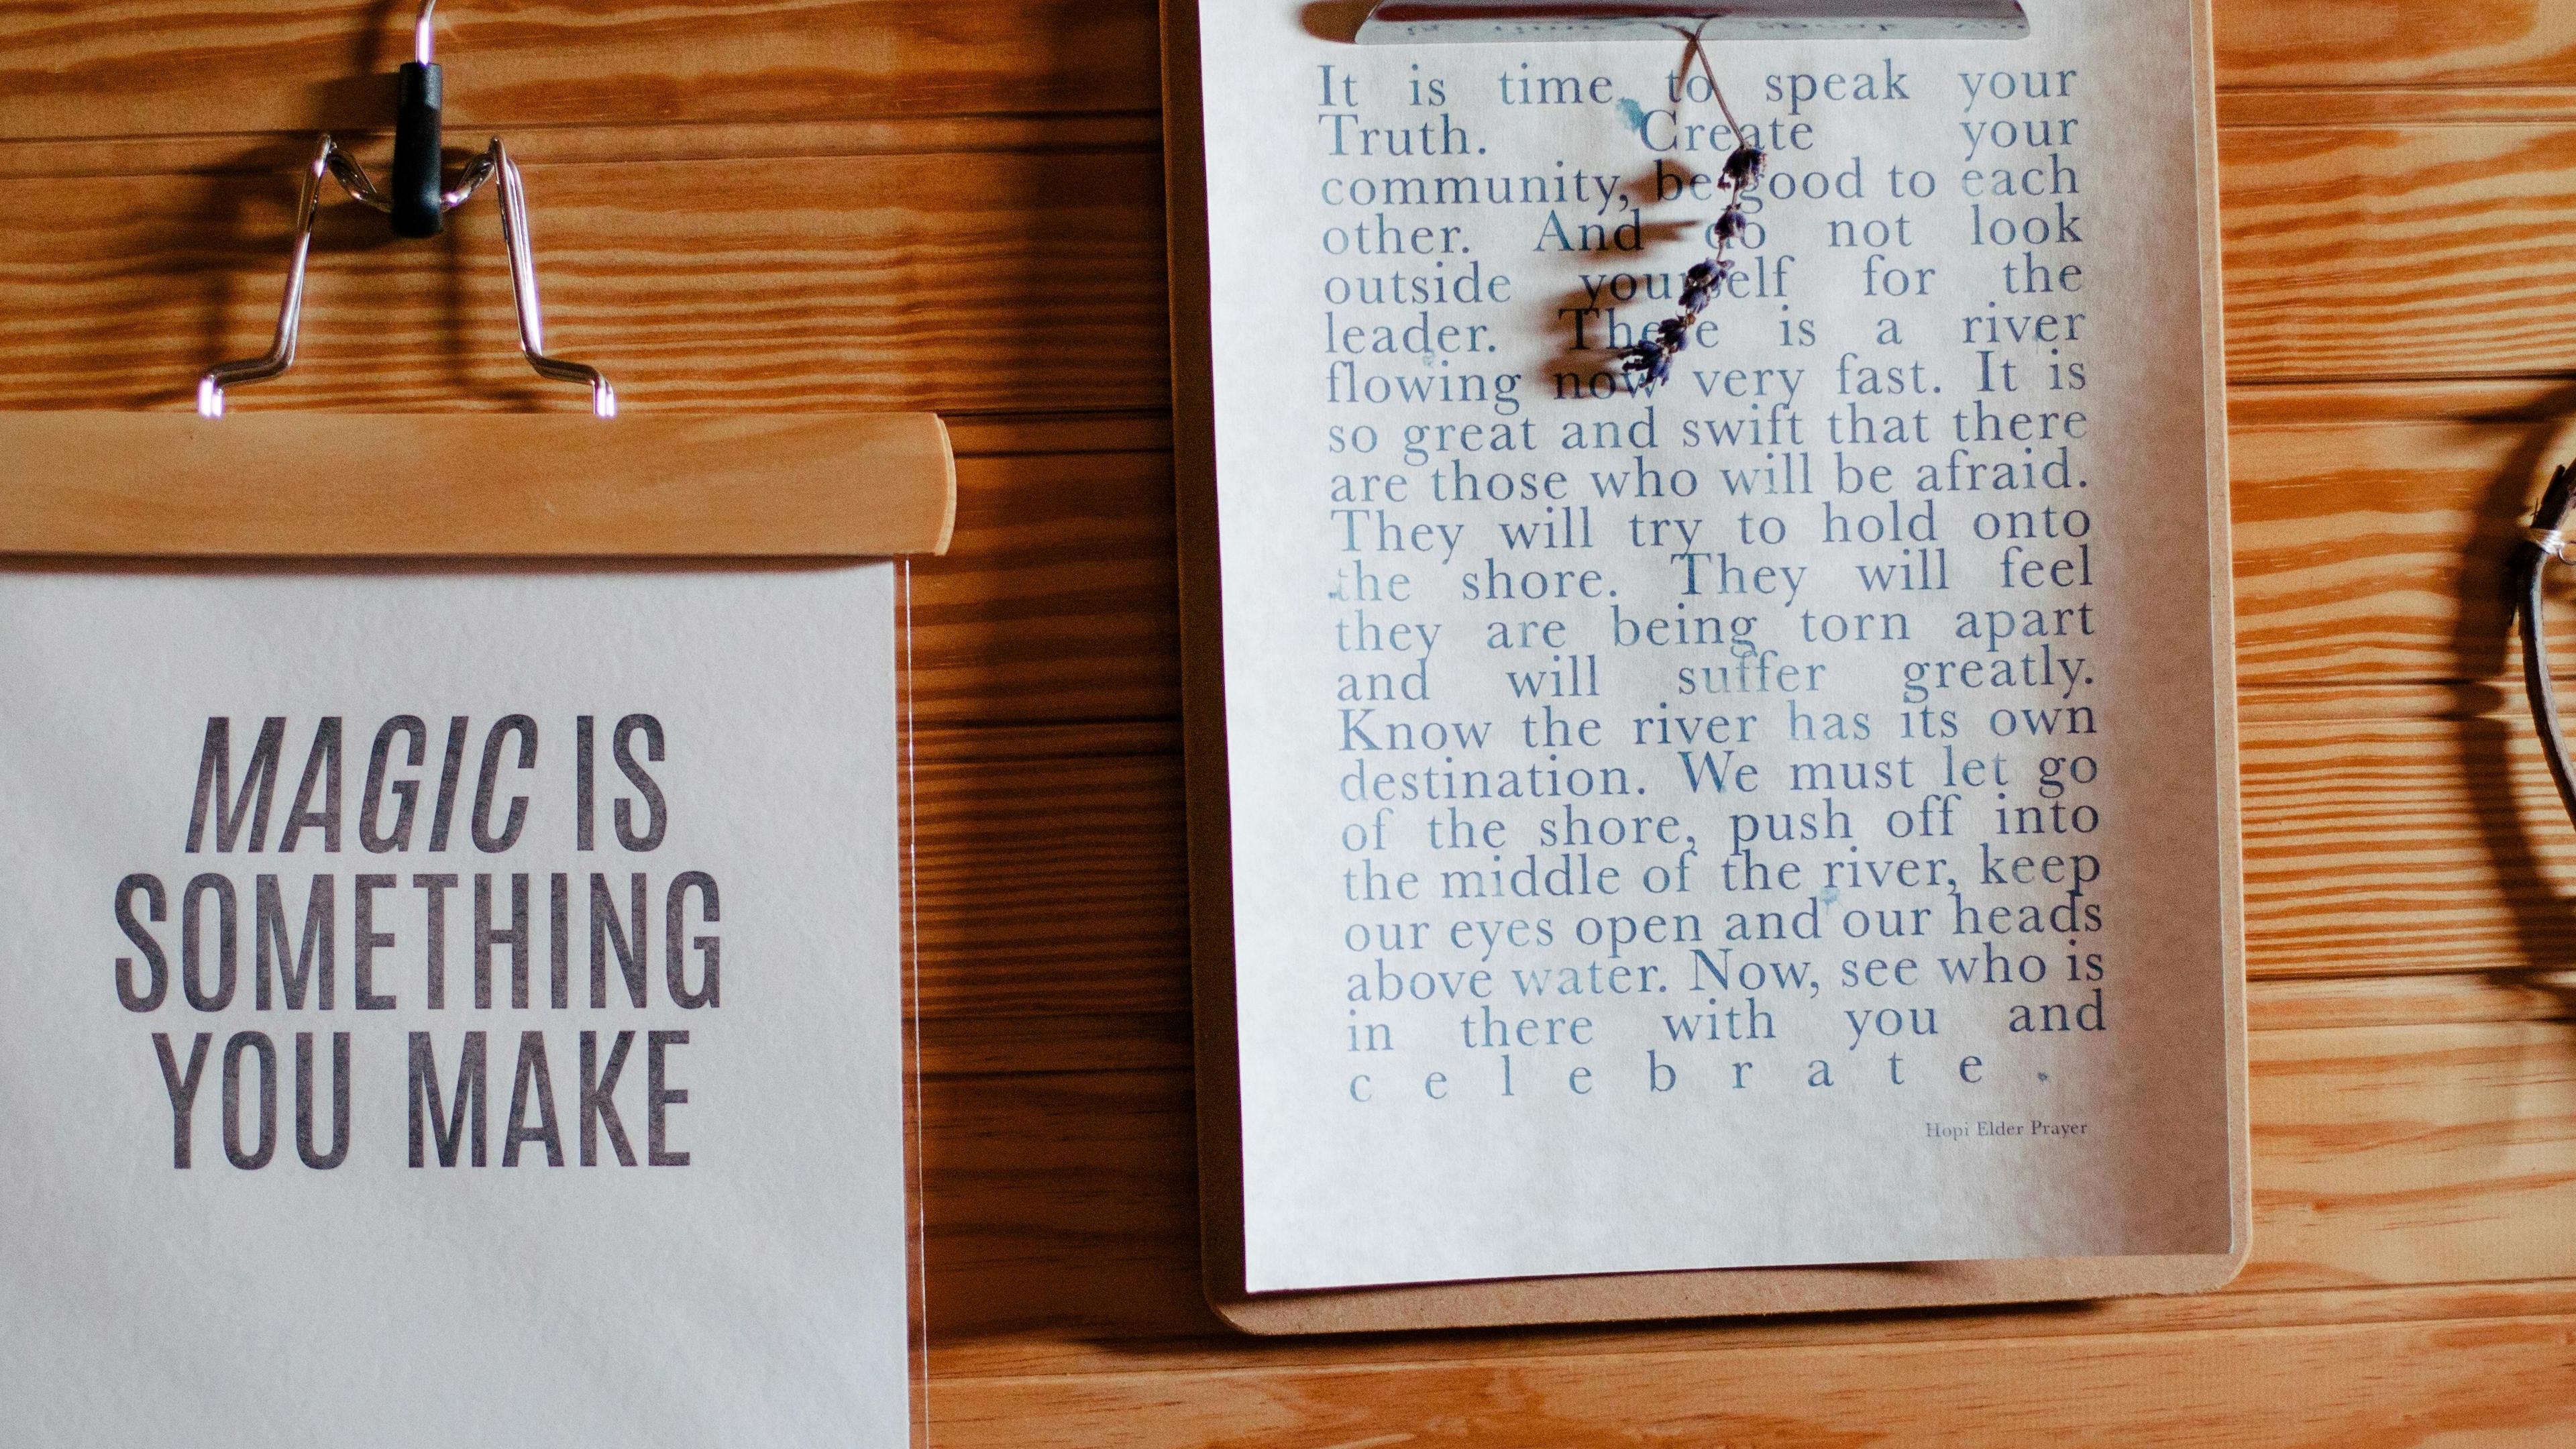 MAGIC IS
SOMETHING
YOU MAKE
It is time to speak your
Truth. Create your
community, be good to each
other. And do not look
outside yourself for the
leader. There is a river
flowing now very fast. It is
so great and swift that there
are those who will be afraid.
They will try to hold onto
the shore. They will feel
they are being torn apart
and will suffer greatly.
Know the river has its own
destination. We must let go
of the shore, push off into
the middle of the river, keep
our eyes open and our heads
above water. Now, see who is
in there with you and
c e l e b r a t e .
Hopi Elder Prayer